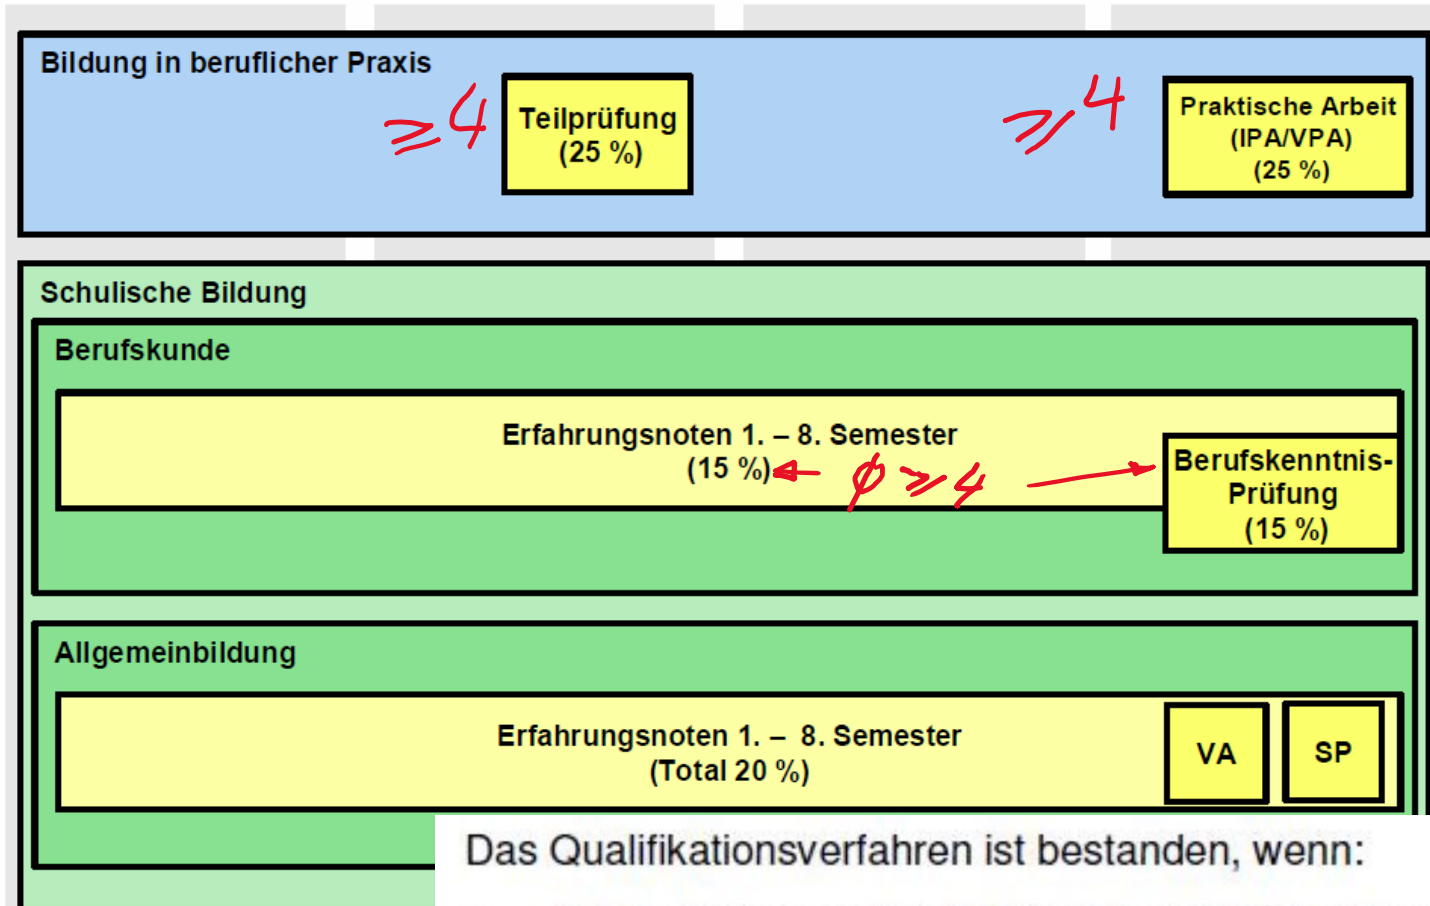 Bildung in beruflicher Praxis
≥ 4
Teilprüfung
(25 %)
≥ 4
Praktische Arbeit
(IPA/VPA)
(25 %)
Schulische Bildung
Berufskunde
Erfahrungsnoten 1. – 8. Semester
(15 %)
ø ≥ 4
Berufskenntnis-
Prüfung
(15 %)
Allgemeinbildung
Erfahrungsnoten 1. – 8. Semester
(Total 20 %)
VA
SP
Das Qualifikationsverfahren ist bestanden, wenn: